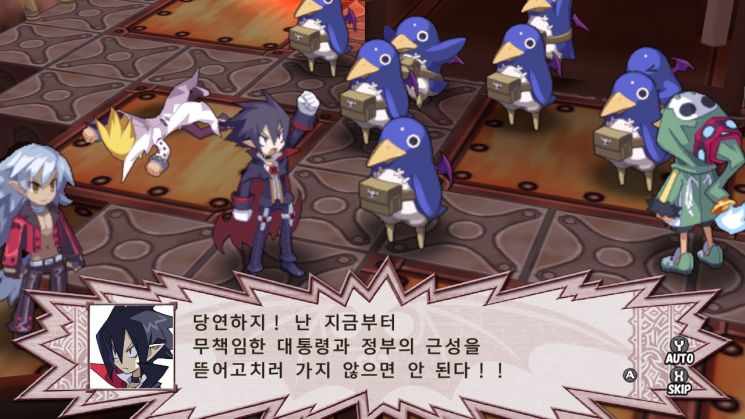 당연하지! 난 지금부터
무책임한 대통령과 정부의 근성을
뜯어고치러 가지 않으면 안 된다!!
Y
AUTO
A
X
SKIP